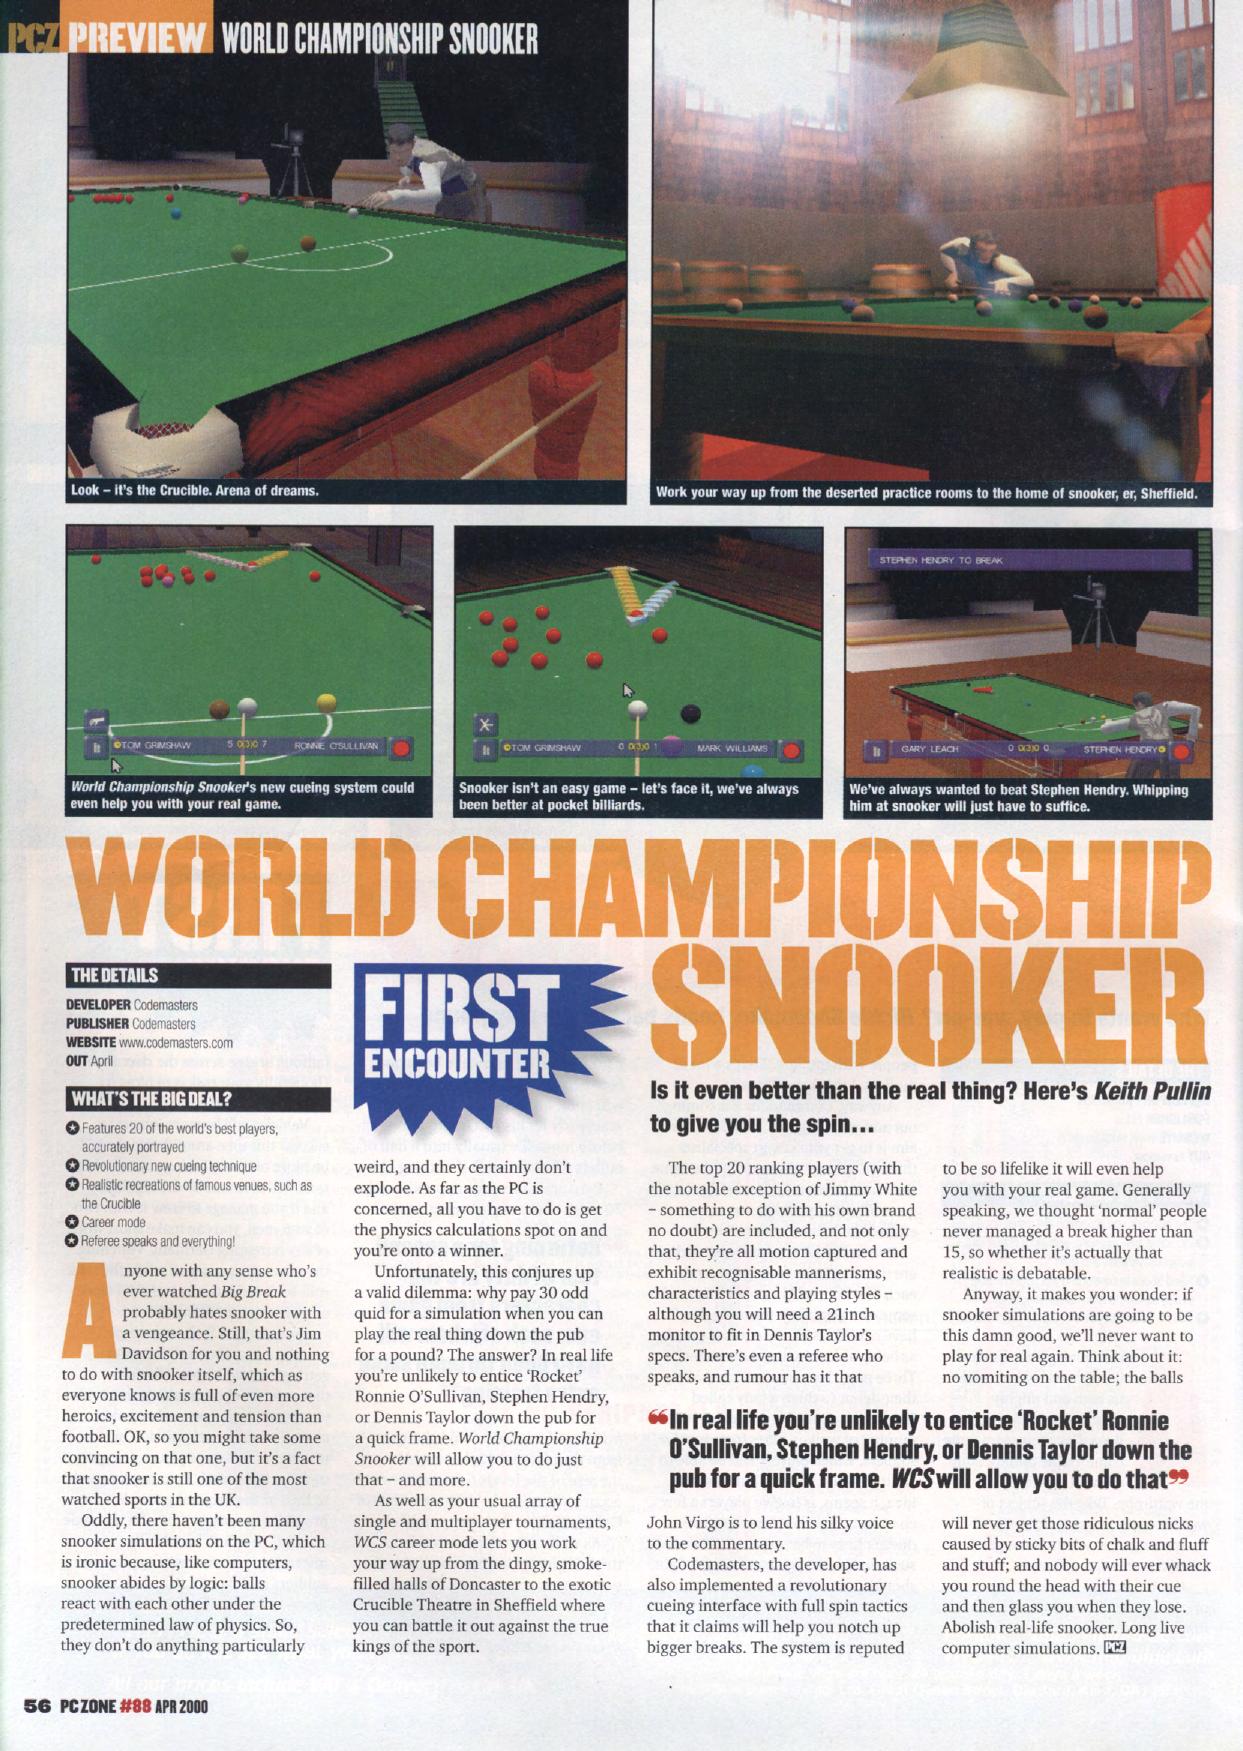 PCZ PREVIEW WORLD CHAMPIONSHIP SNOOKER
Look – it's the Crucible. Arena of dreams.
Work your way up from the deserted practice rooms to the home of snooker, er, Sheffield.
TOM GRIMSHAW 5 0(3)0 7 RONNIE O'SULLIVAN
World Championship Snooker's new cueing system could
even help you with your real game.
TOM GRIMSHAW 0 0(3)0 1 MARK WILLIAMS
Snooker isn't an easy game – let's face it, we've always
been better at pocket billiards.
STEPHEN HENDRY TO BREAK
GARY LEACH 0 0(3)0 0 STEPHEN HENDRY
We've always wanted to beat Stephen Hendry. Whipping
him at snooker will just have to suffice.
WORLD CHAMPIONSHIP
SNOOKER
THE DETAILS
DEVELOPER Codemasters
PUBLISHER Codemasters
WEBSITE www.codemasters.com
OUT April
WHAT'S THE BIG DEAL?
Features 20 of the world's best players,
accurately portrayed
Revolutionary new cueing technique
Realistic recreations of famous venues, such as
the Crucible
Career mode
Referee speaks and everything!
FIRST
ENCOUNTER
Is it even better than the real thing? Here's Keith Pullin
to give you the spin...
Anyone with any sense who's
ever watched Big Break
probably hates snooker with
a vengeance. Still, that's Jim
Davidson for you and nothing
to do with snooker itself, which as
everyone knows is full of even more
heroics, excitement and tension than
football. OK, so you might take some
convincing on that one, but it's a fact
that snooker is still one of the most
watched sports in the UK.
Oddly, there haven't been many
snooker simulations on the PC, which
is ironic because, like computers,
snooker abides by logic: balls
react with each other under the
predetermined law of physics. So,
they don't do anything particularly
weird, and they certainly don't
explode. As far as the PC is
concerned, all you have to do is get
the physics calculations spot on and
you're onto a winner.
Unfortunately, this conjures up
a valid dilemma: why pay 30 odd
quid for a simulation when you can
play the real thing down the pub
for a pound? The answer? In real life
you're unlikely to entice 'Rocket'
Ronnie O'Sullivan, Stephen Hendry,
or Dennis Taylor down the pub for
a quick frame. World Championship
Snooker will allow you to do just
that – and more.
As well as your usual array of
single and multiplayer tournaments,
WCS career mode lets you work
your way up from the dingy, smoke-
filled halls of Doncaster to the exotic
Crucible Theatre in Sheffield where
you can battle it out against the true
kings of the sport.
The top 20 ranking players (with
the notable exception of Jimmy White
– something to do with his own brand
no doubt) are included, and not only
that, they're all motion captured and
exhibit recognisable mannerisms,
characteristics and playing styles –
although you will need a 21inch
monitor to fit in Dennis Taylor's
specs. There's even a referee who
speaks, and rumour has it that
John Virgo is to lend his silky voice
to the commentary.
Codemasters, the developer, has
also implemented a revolutionary
cueing interface with full spin tactics
that it claims will help you notch up
bigger breaks. The system is reputed
to be so lifelike it will even help
you with your real game. Generally
speaking, we thought 'normal' people
never managed a break higher than
15, so whether it's actually that
realistic is debatable.
Anyway, it makes you wonder: if
snooker simulations are going to be
this damn good, we'll never want to
play for real again. Think about it:
no vomiting on the table; the balls
will never get those ridiculous nicks
caused by sticky bits of chalk and fluff
and stuff; and nobody will ever whack
you round the head with their cue
and then glass you when they lose.
Abolish real-life snooker. Long live
computer simulations. PCZ
“In real life you're unlikely to entice 'Rocket' Ronnie
O'Sullivan, Stephen Hendry, or Dennis Taylor down the
pub for a quick frame. WCS will allow you to do that”
56 PC ZONE #88 APR 2000